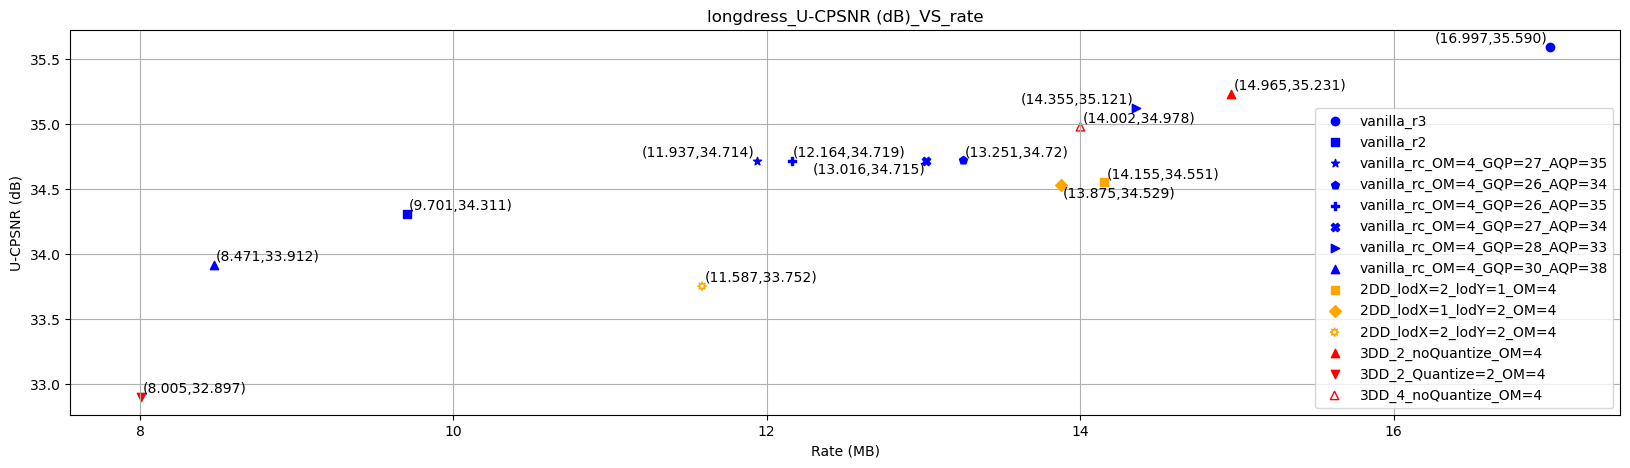 longdress_U-CPSNR (dB)_VS_rate
U-CPSNR (dB)
35.5
35.0
34.5
34.0
33.5
33.0
(16.997,35.590)
(14.965,35.231)
(14.355,35.121)
(14.002,34.978)
(11.937,34.714)
(12.164,34.719)
(13.251,34.72)
(13.016,34.715)
(14.155,34.551)
(13.875,34.529)
(9.701,34.311)
(8.471,33.912)
(11.587,33.752)
(8.005,32.897)
vanilla_r3
vanilla_r2
vanilla_rc_OM=4_GQP=27_AQP=35
vanilla_rc_OM=4_GQP=26_AQP=34
vanilla_rc_OM=4_GQP=26_AQP=35
vanilla_rc_OM=4_GQP=27_AQP=34
vanilla_rc_OM=4_GQP=28_AQP=33
vanilla_rc_OM=4_GQP=30_AQP=38
2DD_lodX=2_lodY=1_OM=4
2DD_lodX=1_lodY=2_OM=4
2DD_lodX=2_lodY=2_OM=4
3DD_2_noQuantize_OM=4
3DD_2_Quantize=2_OM=4
3DD_4_noQuantize_OM=4
8
10
12
14
16
Rate (MB)